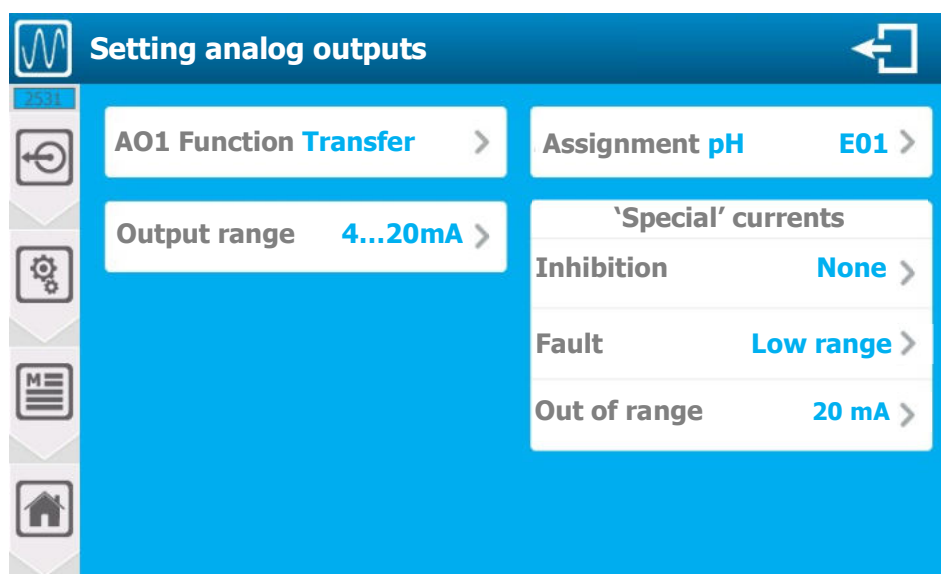 Setting analog outputs
2531
AO1 Function Transfer
Assignment pH E01
Output range 4...20mA
‘Special’ currents
Inhibition None
Fault Low range
Out of range 20 mA
M